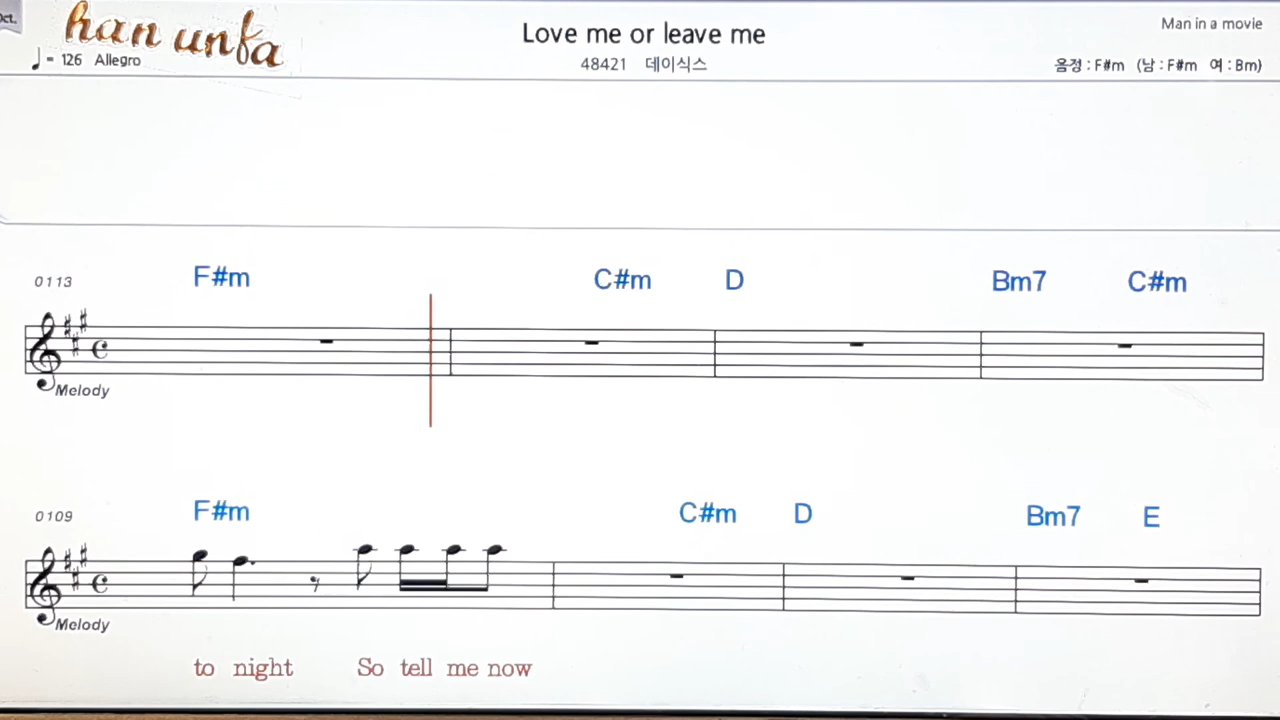 Oct.
han unfa
Love me or leave me
Man in a movie
♩= 126 Allegro
48421 데이식스
음정 : F#m (남 : F#m 여 : Bm)
0113
F#m C#m D Bm7 C#m
Melody
0109
F#m C#m D Bm7 E
Melody
to night So tell me now